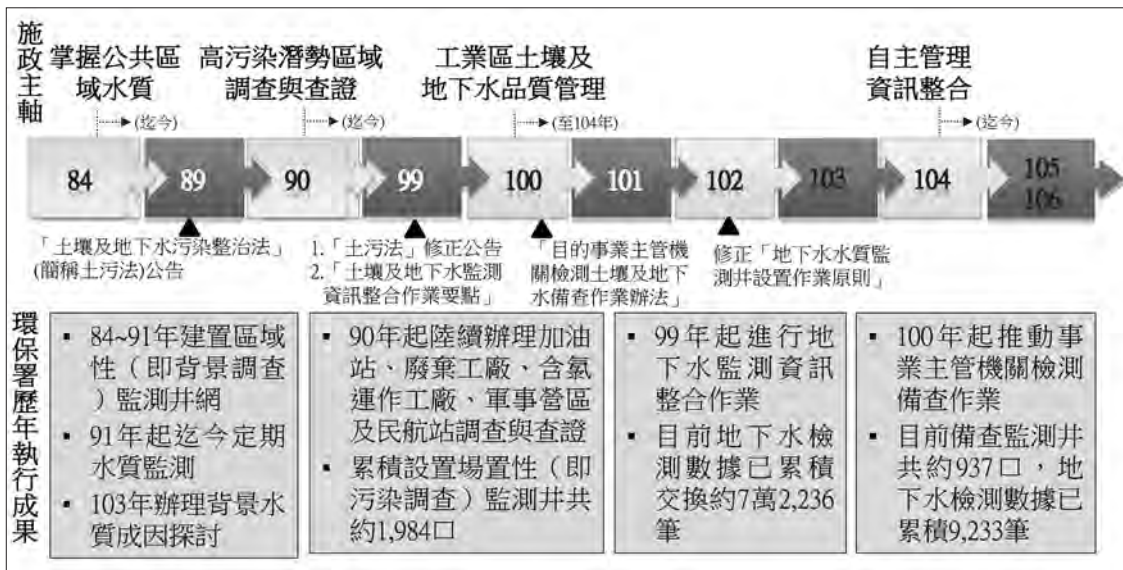 施政主軸
掌握公共區
域水質
高污染潛勢區域
調查與查證
工業區土壤及
地下水品質管理
自主管理
資訊整合
(迄今)
(迄今)
(至104年)
(迄今)
84
89
90
99
100
101
102
103
104
105
106
「土壤及地下水污染整治法」
(簡稱土污法)公告
1.「土污法」修正公告
2.「土壤及地下水監測
資訊整合作業要點」
「目的事業主管機
關檢測土壤及地下
水備查作業辦法」
修正「地下水水質監
測井設置作業原則」
環保署歷年執行成果
▪ 84~91年建置區域
性（即背景調查
）監測井網
▪ 91年起迄今定期
水質監測
▪ 103年辦理背景水
質成因探討
▪ 90年起陸續辦理加油
站、廢棄工廠、含氯
運作工廠、軍事營區
及民航站調查與查證
▪ 累積設置場置性（即
污染調查）監測井共
約1,984口
▪ 99年起進行地
下水監測資訊
整合作業
▪ 目前地下水檢
測數據已累積
交換約7萬2,236
筆
▪ 100年起推動事
業主管機關檢測
備查作業
▪ 目前備查監測井
共約937口，地
下水檢測數據已
累積9,233筆